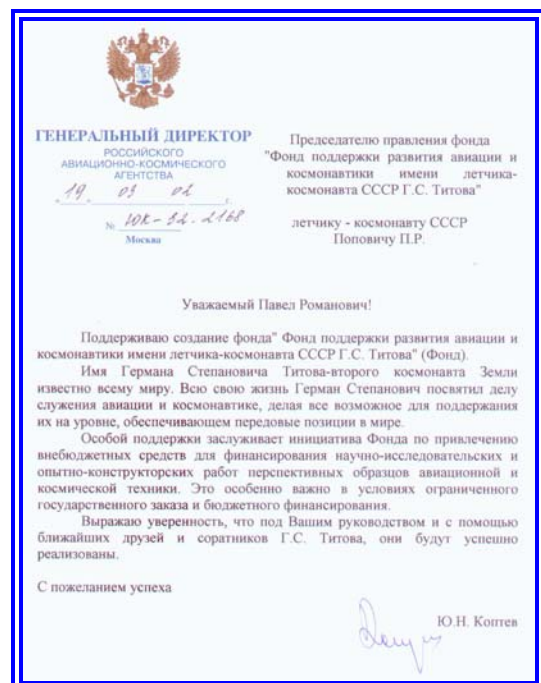 ГЕНЕРАЛЬНЫЙ ДИРЕКТОР
РОССИЙСКОГО
АВИАЦИОННО-КОСМИЧЕСКОГО
АГЕНТСТВА
"19" 03 02 г.
№ ЮК-32.2168
Москва
Председателю правления фонда
"Фонд поддержки развития авиации и
космонавтики имени летчика-
космонавта СССР Г.С. Титова"
летчику - космонавту СССР
Поповичу П.Р.
Уважаемый Павел Романович!
Поддерживаю создание фонда" Фонд поддержки развития авиации и
космонавтики имени летчика-космонавта СССР Г.С. Титова" (Фонд).
Имя Германа Степановича Титова-второго космонавта Земли
известно всему миру. Всю свою жизнь Герман Степанович посвятил делу
служения авиации и космонавтике, делая все возможное для поддержания
их на уровне, обеспечивающем передовые позиции в мире.
Особой поддержки заслуживает инициатива Фонда по привлечению
внебюджетных средств для финансирования научно-исследовательских и
опытно-конструкторских работ перспективных образцов авиационной и
космической техники. Это особенно важно в условиях ограниченного
государственного заказа и бюджетного финансирования.
Выражаю уверенность, что под Вашим руководством и с помощью
ближайших друзей и соратников Г.С. Титова, они будут успешно
реализованы.
С пожеланием успеха
Ю.Н. Коптев